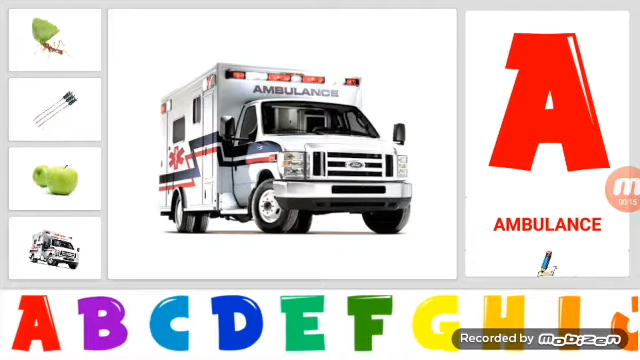 AMBULANCE
A
00:15
AMBULANCE
A B C D E F G H I J
Recorded by MOBIZEN